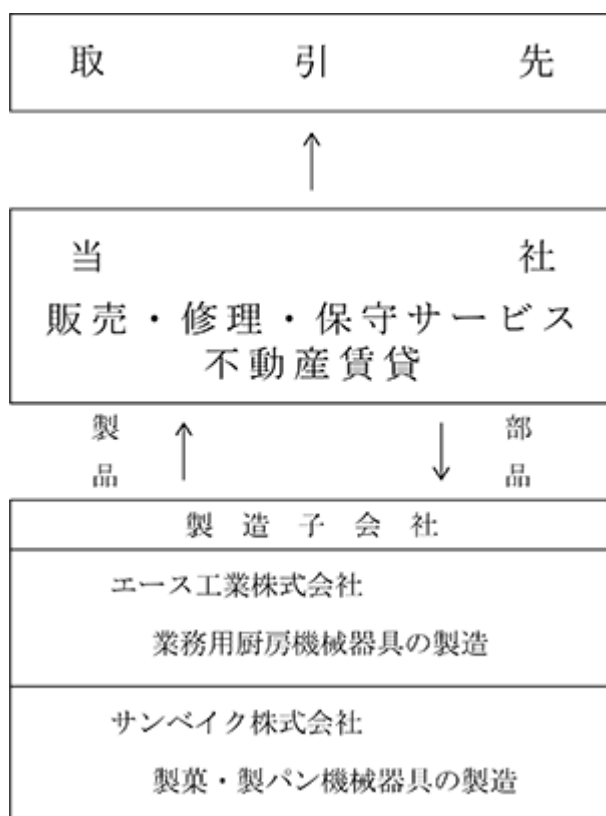 取引先
当社
販売・修理・保守サービス
不動産賃貸
製品
部品
製造子会社
エース工業株式会社
業務用厨房機械器具の製造
サンベイク株式会社
製菓・製パン機械器具の製造